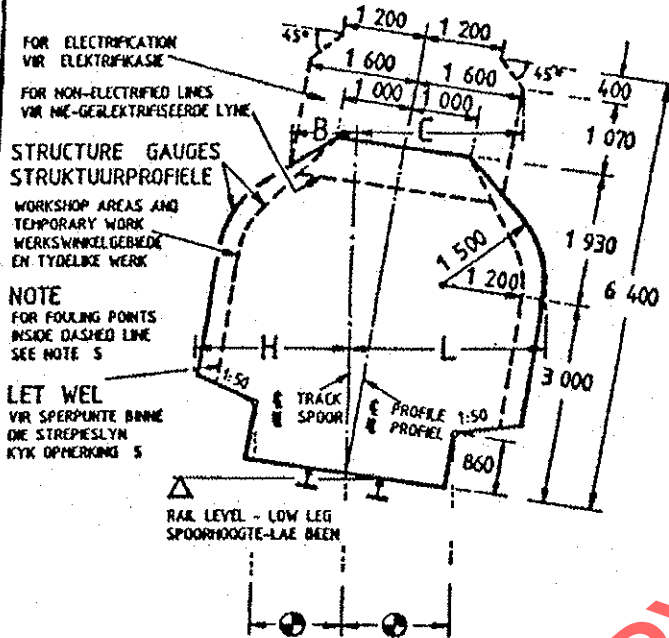 1 200
1 200
45°
45°
FOR ELECTRIFICATION
VIR ELEKTRIFIKASIE
1 600
1 600
400
FOR NON-ELECTRIFIED LINES
VIR NIE-GEËLEKTRIFISEERDE LYNE
1 000
1 000
1 070
B
C
STRUCTURE GAUGES
STRUKTUURPROFIELE
WORKSHOP AREAS AND
TEMPORARY WORK
WERKSWINKELGEBIEDE
EN TYDELIKE WERK
1 930
1 500
1 200
6 400
NOTE
FOR FOULING POINTS
INSIDE DASHED LINE
SEE NOTE 5
H
L
3 000
1:50
LET WEL
VIR SPERPUNTE BINNE
DIE STREPIESLYN
KYK OPMERKING 5
TRACK
SPOOR
PROFILE
PROFIEL
1:50
860
RAIL LEVEL - LOW LEG
SPOORHOOGTE-LAE BEEN